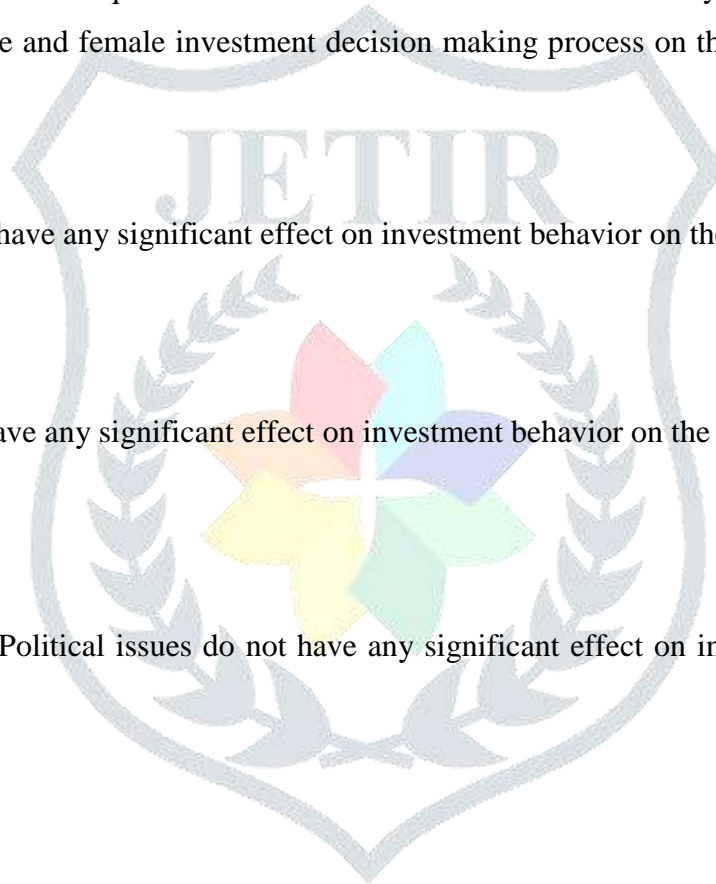 e and female investment decision making process on th
JETIR
have any significant effect on investment behavior on the
ave any significant effect on investment behavior on the
Political issues do not have any significant effect on in